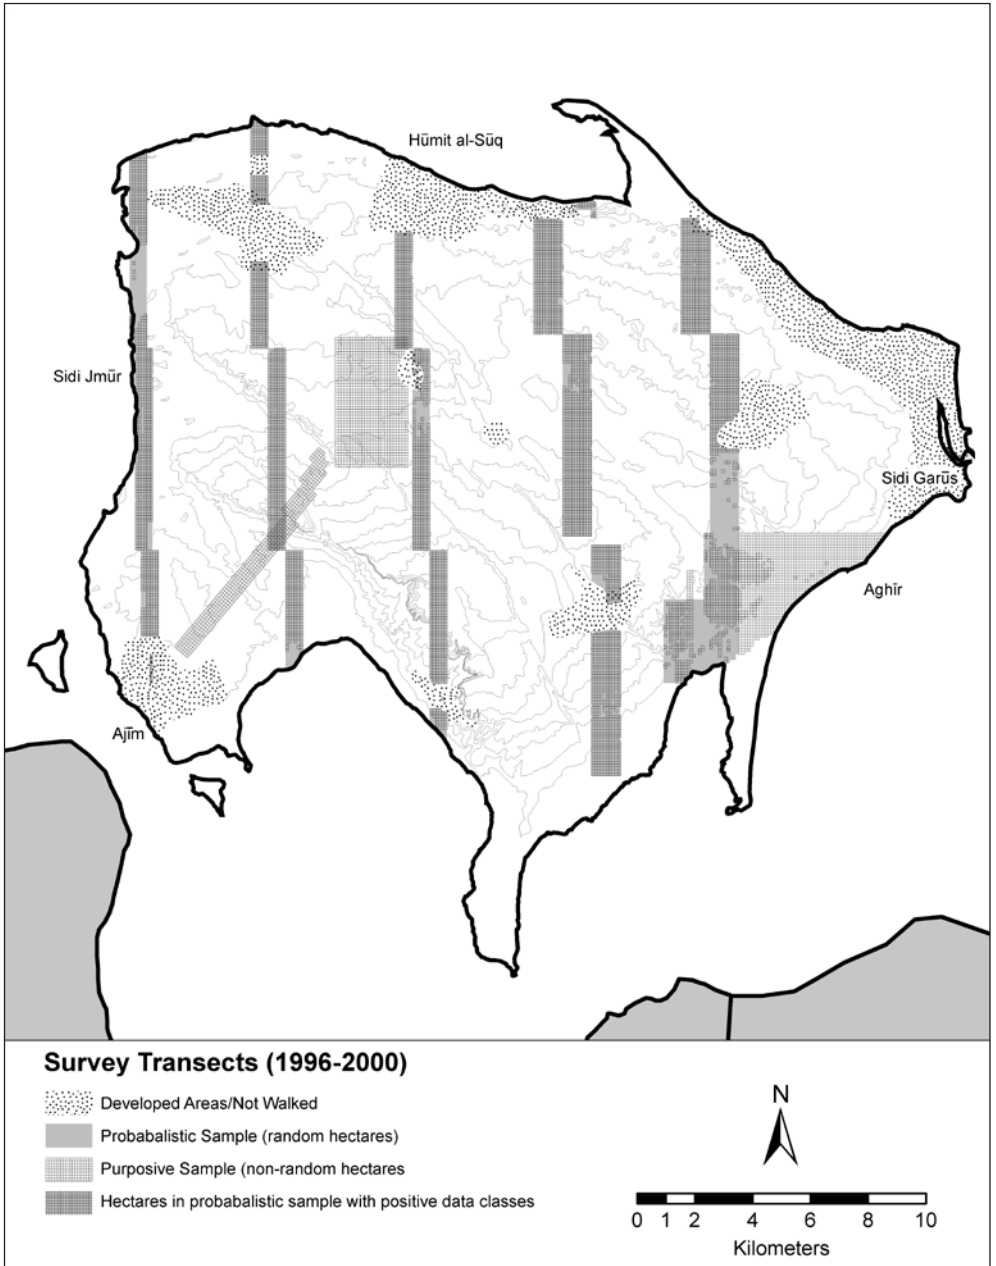 Hūmit al-Sūq
Sidi Jmūr
Sidi Garūs
Aghīr
Ajīm
Survey Transects (1996-2000)
Developed Areas/Not Walked
Probabalistic Sample (random hectares)
Purposive Sample (non-random hectares
Hectares in probabalistic sample with positive data classes
N
0 1 2 4 6 8 10
Kilometers